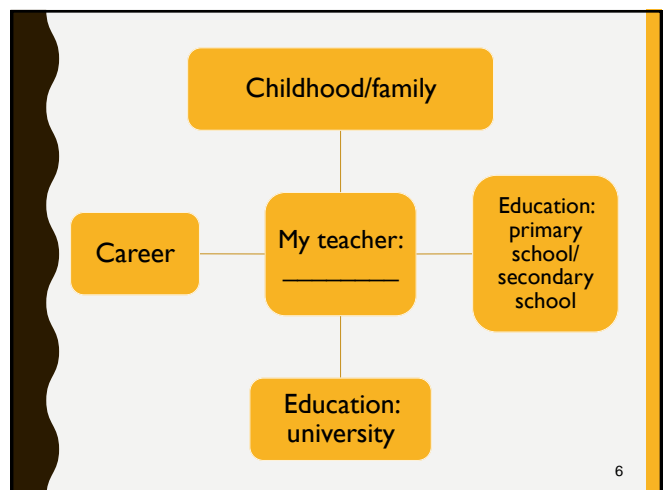 Childhood/family
Career
My teacher:
________
Education:
primary
school/
secondary
school
Education:
university
6